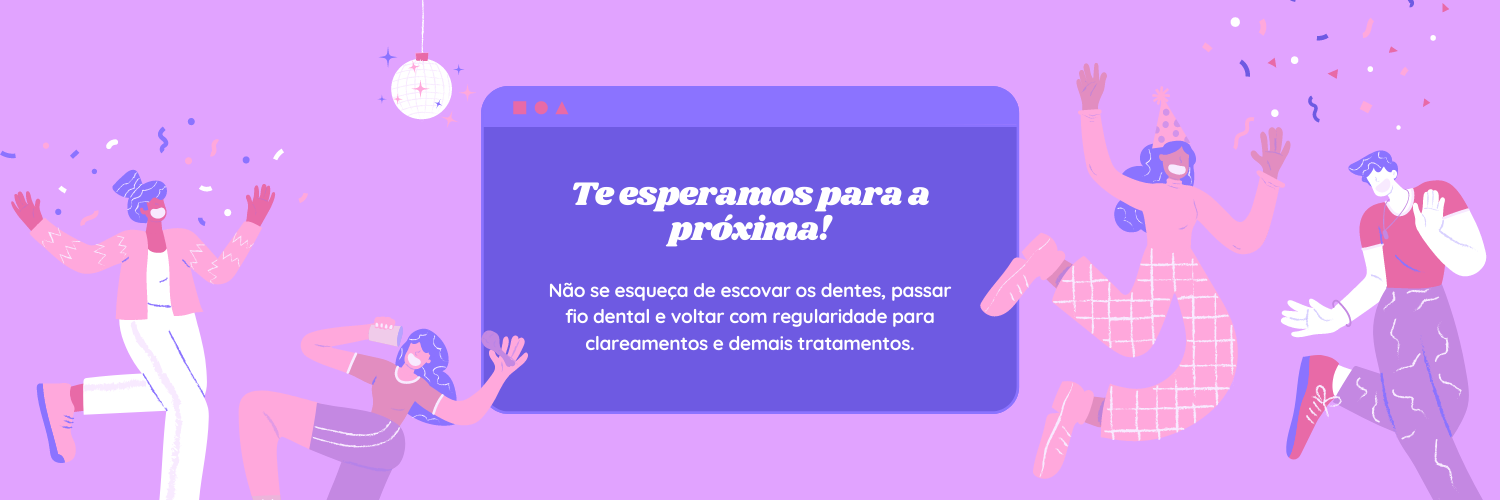 Te esperamos para a
próxima!
Não se esqueça de escovar os dentes, passar
fio dental e voltar com regularidade para
clareamentos e demais tratamentos.